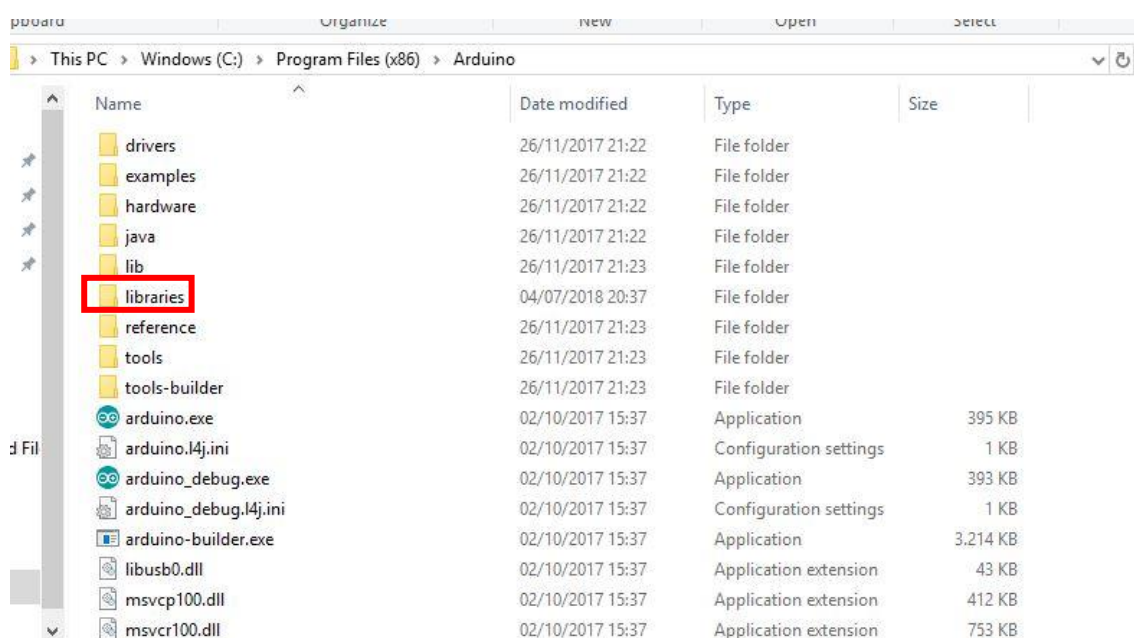 pboard Organize New Open Select
This PC > Windows (C:) > Program Files (x86) > Arduino
Name Date modified Type Size
drivers 26/11/2017 21:22 File folder
examples 26/11/2017 21:22 File folder
hardware 26/11/2017 21:22 File folder
java 26/11/2017 21:22 File folder
lib 26/11/2017 21:23 File folder
libraries 04/07/2018 20:37 File folder
reference 26/11/2017 21:23 File folder
tools 26/11/2017 21:23 File folder
tools-builder 26/11/2017 21:23 File folder
arduino.exe 02/10/2017 15:37 Application 395 KB
d Fil arduino.l4j.ini 02/10/2017 15:37 Configuration settings 1 KB
arduino_debug.exe 02/10/2017 15:37 Application 393 KB
arduino_debug.l4j.ini 02/10/2017 15:37 Configuration settings 1 KB
arduino-builder.exe 02/10/2017 15:37 Application 3.214 KB
libusb0.dll 02/10/2017 15:37 Application extension 43 KB
msvcp100.dll 02/10/2017 15:37 Application extension 412 KB
msvcr100.dll 02/10/2017 15:37 Application extension 753 KB